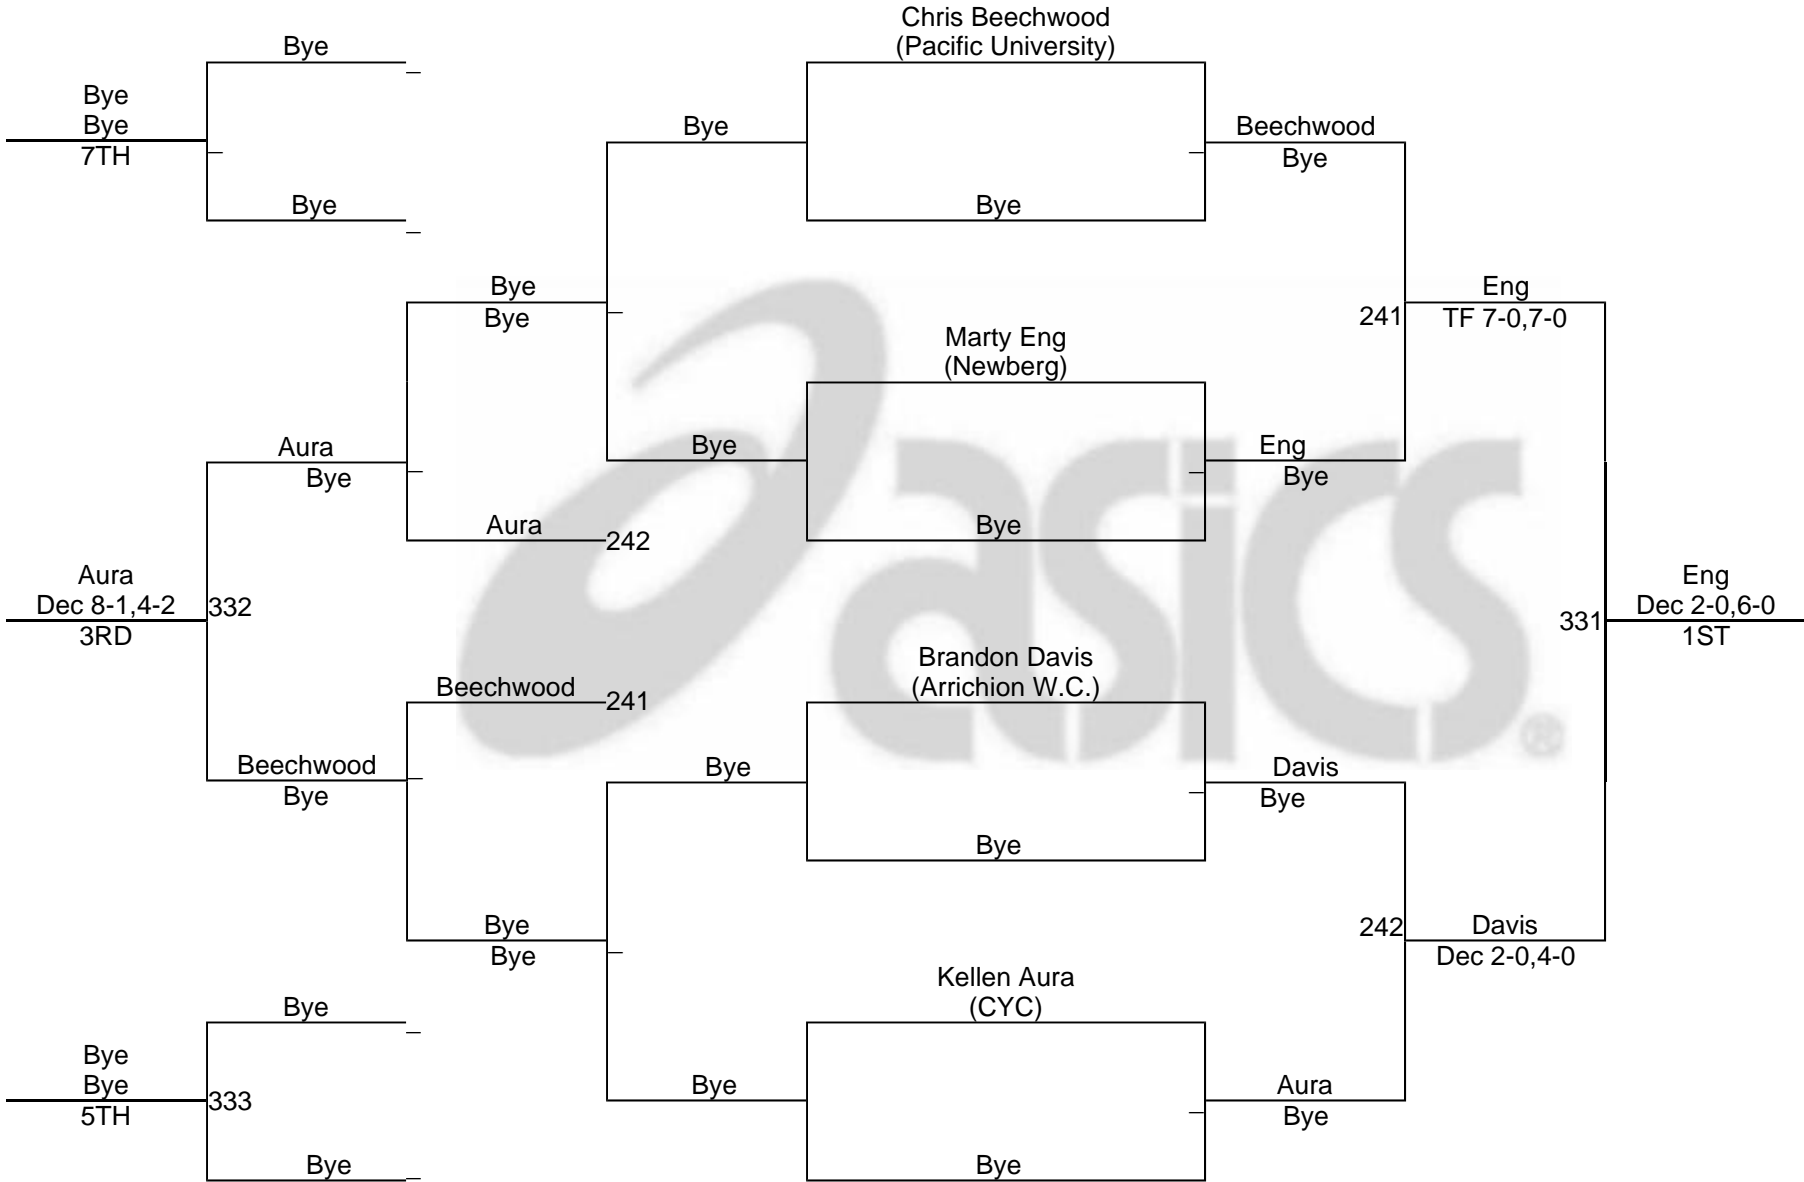 Chris Beechwood
(Pacific University)
Bye
Bye
Bye
7TH
Bye
Bye
Beechwood
Bye
Bye
Bye
Bye
Marty Eng
(Newberg)
241
Eng
TF 7-0,7-0
Aura
Bye
Bye
Eng
Bye
Aura
242
Bye
asics
®
Aura
Dec 8-1,4-2
3RD
332
331
Eng
Dec 2-0,6-0
1ST
Brandon Davis
(Arrichion W.C.)
Beechwood
241
Beechwood
Bye
Bye
Davis
Bye
Bye
Bye
Bye
242
Davis
Dec 2-0,4-0
Kellen Aura
(CYC)
Bye
Bye
Bye
5TH
333
Bye
Aura
Bye
Bye
Bye